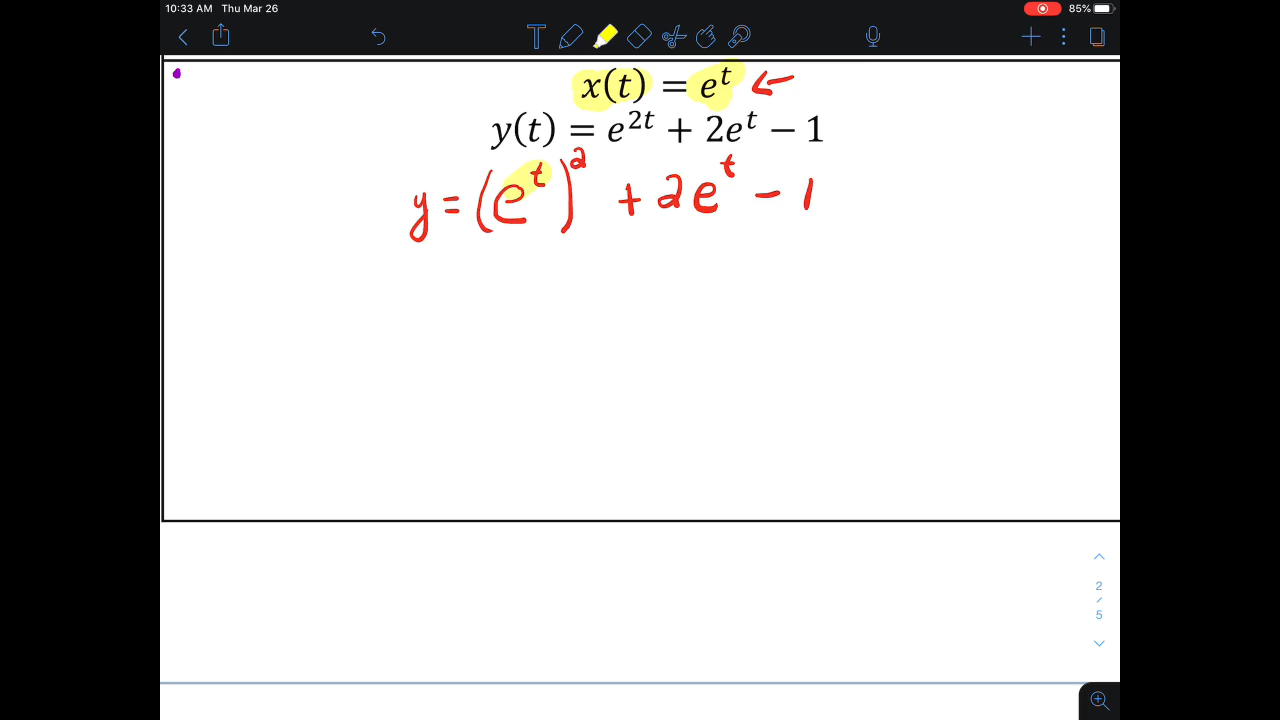 10:33 AM Thu Mar 26 85%
x(t) = e^t ←
y(t) = e^{2t} + 2e^t − 1
y = (e^t)^2 + 2e^t − 1
2
5